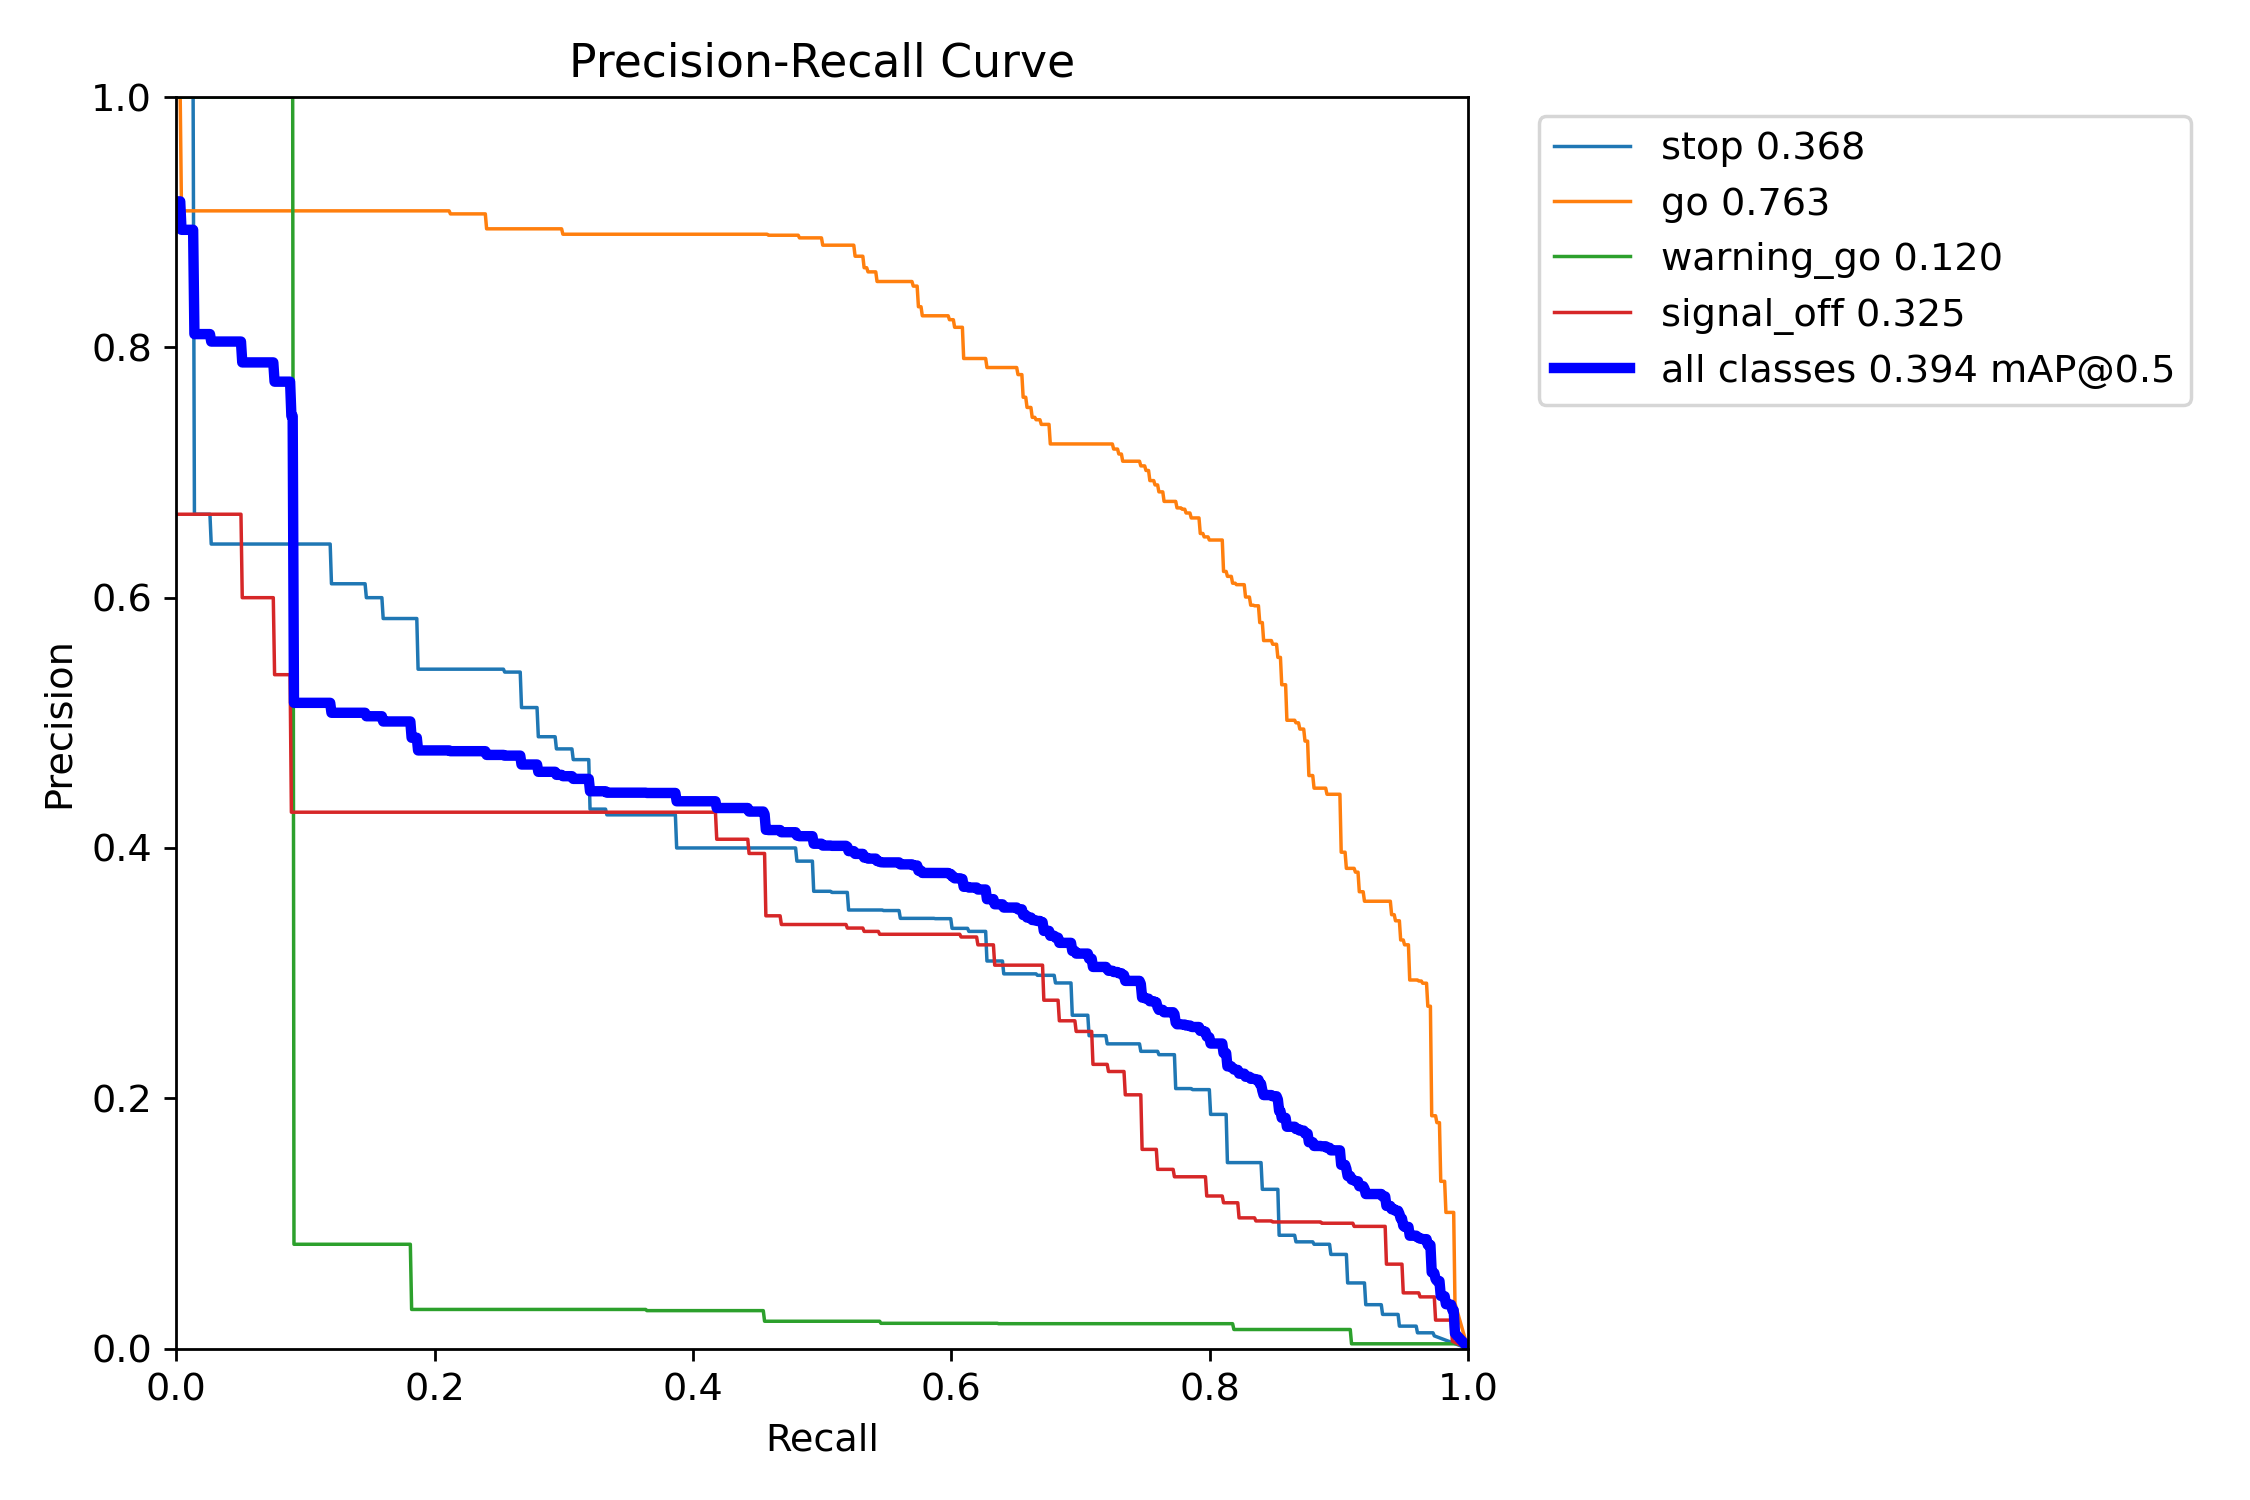 Precision-Recall Curve
1.0
0.8
0.6
0.4
0.2
0.0
Precision
0.0 0.2 0.4 0.6 0.8 1.0
Recall
stop 0.368
go 0.763
warning_go 0.120
signal_off 0.325
all classes 0.394 mAP@0.5